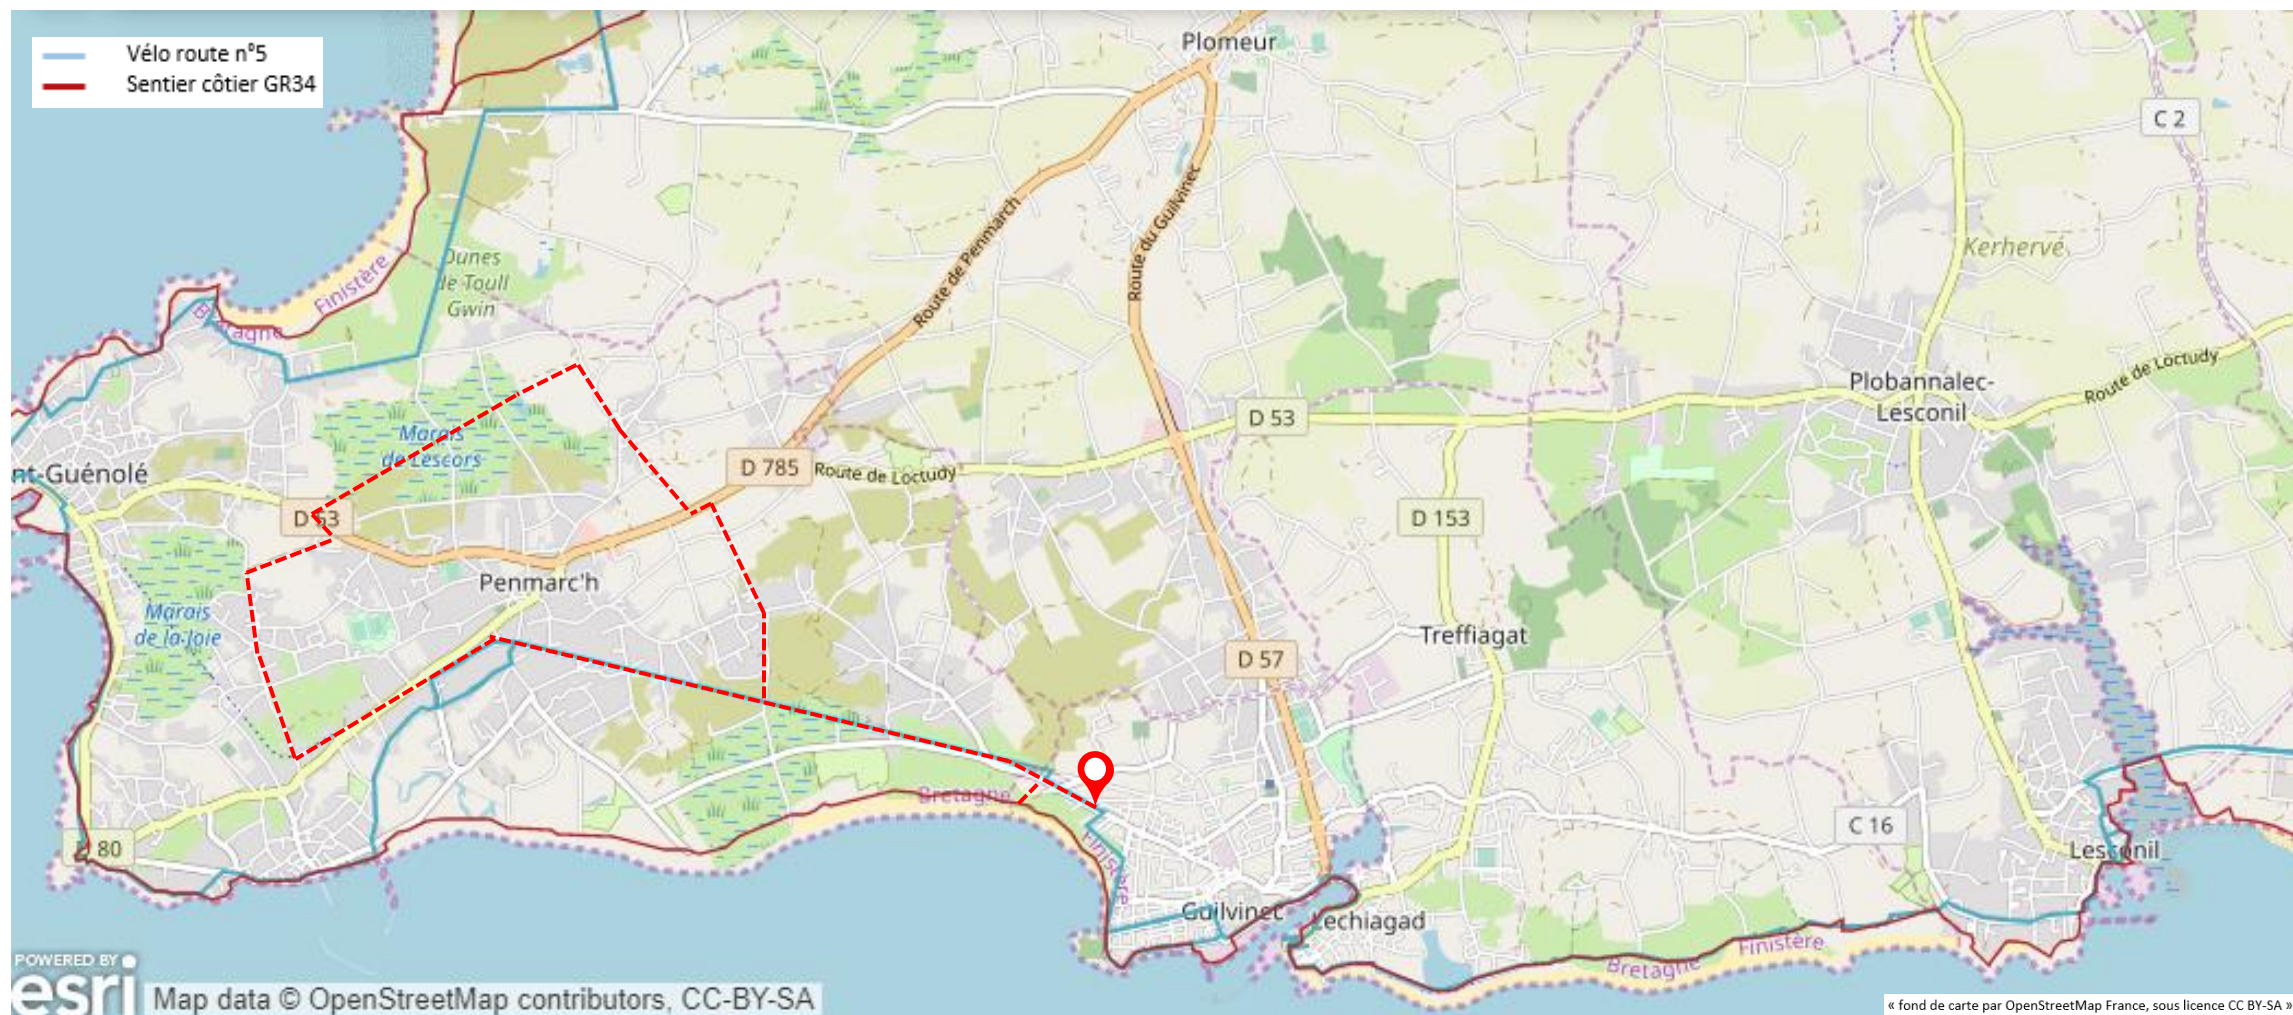 Vélo route n°5
Sentier côtier GR34
Plomeur
C 2
Route de Penmarch
Route du Guilvinec
Kerhervé
Dunes
de Toull
Gwin
Finistère
Bretagne
Plobannalec-
Lesconil
Route de Loctudy
D 53
Marais
de Lescors
D 785
Route de Loctudy
nt-Guénolé
D 53
D 153
Penmarc'h
Marais
de la Joie
Treffiagat
D 57
Bretagne
C 16
80
Finistère
Lesconil
Guilvinec
Lechiagad
Finistère
Bretagne
POWERED BY
esri
Map data © OpenStreetMap contributors, CC-BY-SA
« fond de carte par OpenStreetMap France, sous licence CC BY-SA »